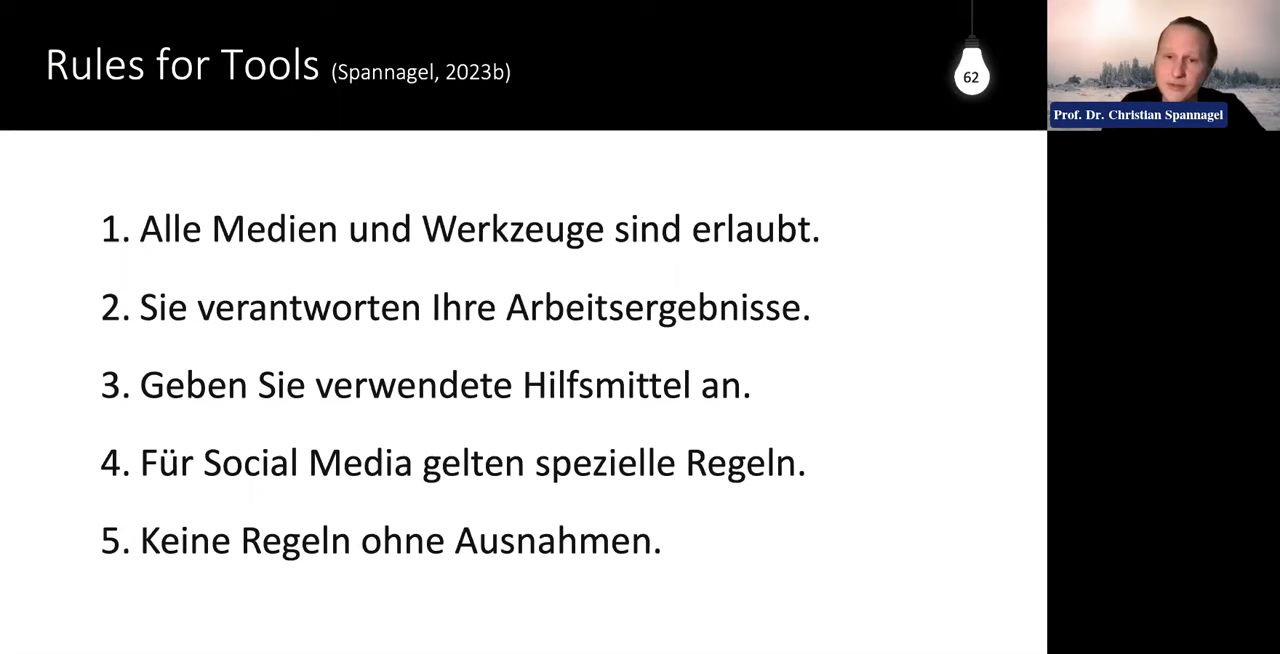 Rules for Tools (Spannagel, 2023b)
62
Prof. Dr. Christian Spannagel
1. Alle Medien und Werkzeuge sind erlaubt.
2. Sie verantworten Ihre Arbeitsergebnisse.
3. Geben Sie verwendete Hilfsmittel an.
4. Für Social Media gelten spezielle Regeln.
5. Keine Regeln ohne Ausnahmen.